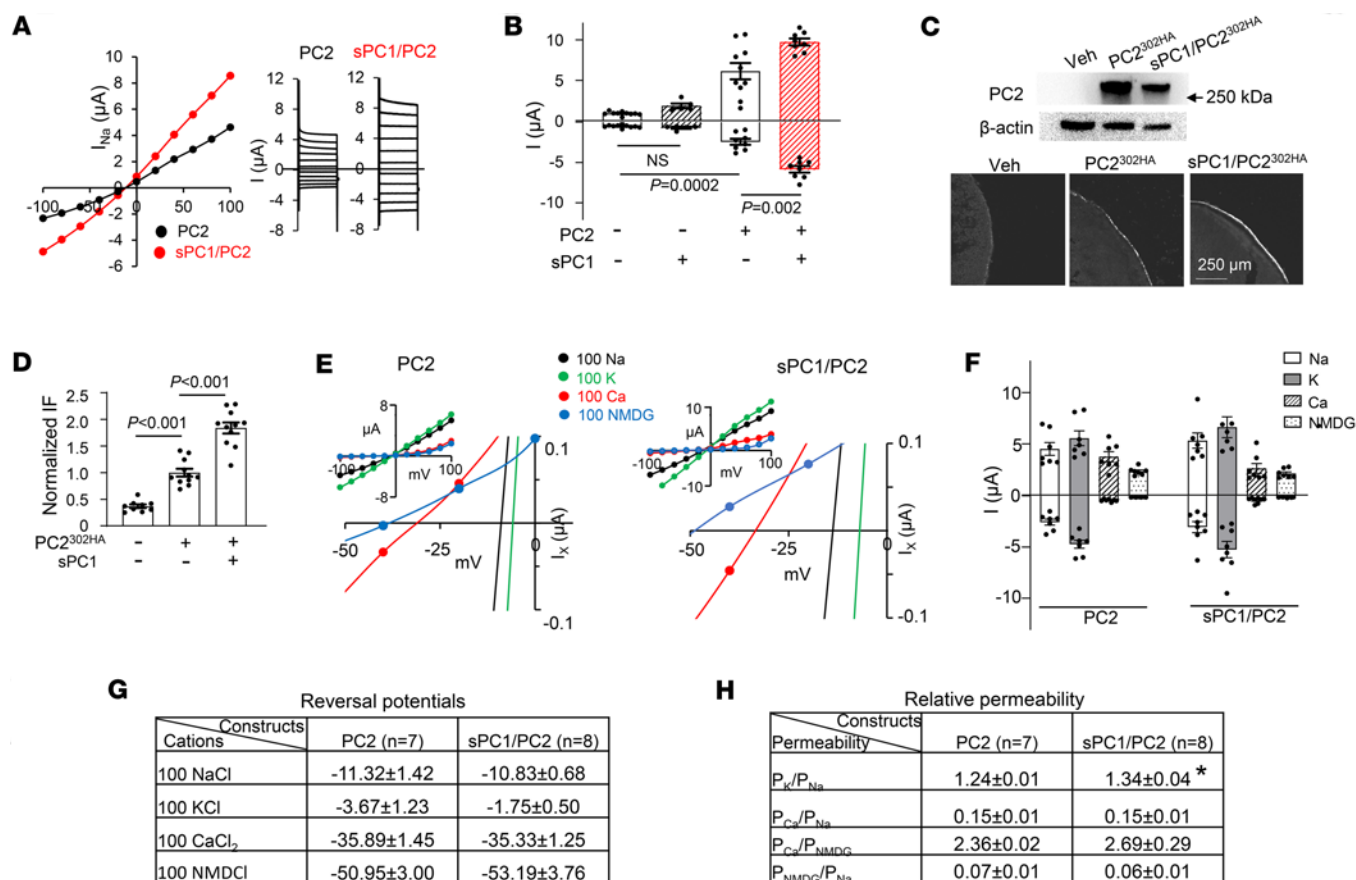 A
10
8
6
4
2
0
-2
-4
-6
-100
-50
0
50
100
I_Na (µA)
PC2
sPC1/PC2
PC2
sPC1/PC2
12
8
4
0
-4
-8
I (µA)
12
8
4
0
-4
-8
B
10
5
0
-5
-10
I (µA)
NS
P=0.0002
P=0.002
PC2 - - + +
sPC1 - + - +
C
Veh PC2^302HA sPC1/PC2^302HA
PC2
250 kDa
β-actin
Veh PC2^302HA sPC1/PC2^302HA
250 µm
D
P<0.001
P<0.001
Normalized IF
2.5
2.0
1.5
1.0
0.5
0
PC2^302HA - + +
sPC1 - - +
E
PC2
100 Na
100 K
100 Ca
100 NMDG
sPC1/PC2
8
µA
-100
mV
100
-8
0.1
-50
-25
0
mV
I_X (µA)
-0.1
10
µA
-100
mV
100
-10
0.1
-50
-25
0
mV
I_X (µA)
-0.1
F
Na
K
Ca
NMDG
10
5
0
-5
-10
I (µA)
PC2
sPC1/PC2
G
Reversal potentials
Constructs
Cations PC2 (n=7) sPC1/PC2 (n=8)
100 NaCl -11.32±1.42 -10.83±0.68
100 KCl -3.67±1.23 -1.75±0.50
100 CaCl₂ -35.89±1.45 -35.33±1.25
100 NMDCl -50.95±3.00 -53.19±3.76
H
Relative permeability
Constructs
Permeability PC2 (n=7) sPC1/PC2 (n=8)
P_K/P_Na 1.24±0.01 1.34±0.04 *
P_Ca/P_Na 0.15±0.01 0.15±0.01
P_Ca/P_NMDG 2.36±0.02 2.69±0.29
P_NMDG/P_Na 0.07±0.01 0.06±0.01